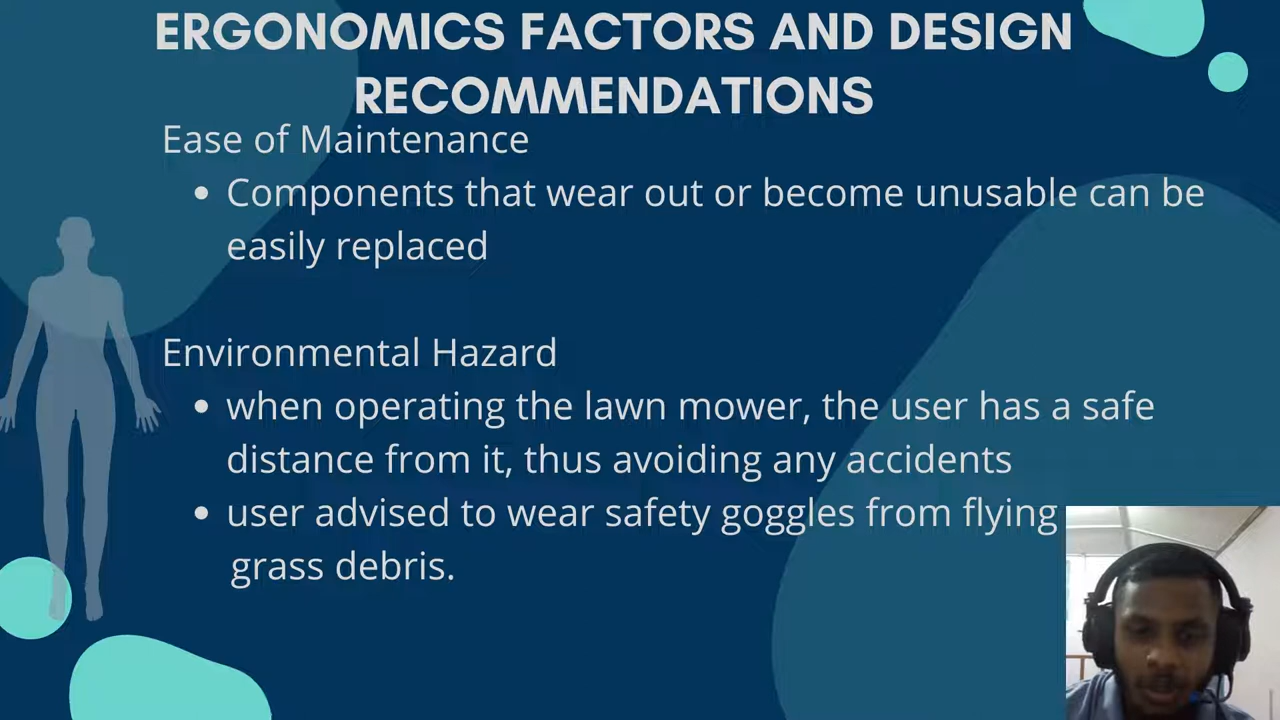 ERGONOMICS FACTORS AND DESIGN
RECOMMENDATIONS
Ease of Maintenance
• Components that wear out or become unusable can be
easily replaced
Environmental Hazard
• when operating the lawn mower, the user has a safe
distance from it, thus avoiding any accidents
• user advised to wear safety goggles from flying
grass debris.